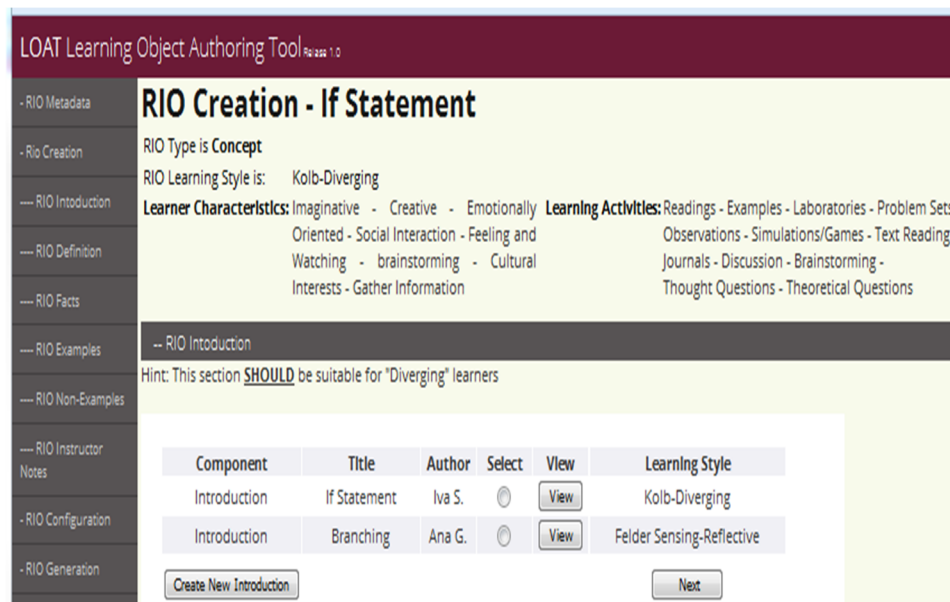 LOAT Learning Object Authoring Tool Relase 1.0
- RIO Metadata
- Rio Creation
---- RIO Intoduction
---- RIO Definition
---- RIO Facts
---- RIO Examples
---- RIO Non-Examples
---- RIO Instructor
Notes
- RIO Configuration
- RIO Generation
RIO Creation - If Statement
RIO Type is Concept
RIO Learning Style is: Kolb-Diverging
Learner Characteristics: Imaginative - Creative - Emotionally
Oriented - Social Interaction - Feeling and
Watching - brainstorming - Cultural
Interests - Gather Information
Learning Activities: Readings - Examples - Laboratories - Problem Sets
Observations - Simulations/Games - Text Reading
Journals - Discussion - Brainstorming -
Thought Questions - Theoretical Questions
-- RIO Intoduction
Hint: This section SHOULD be suitable for "Diverging" learners
Component Title Author Select View Learning Style
Introduction If Statement Iva S. View Kolb-Diverging
Introduction Branching Ana G. View Felder Sensing-Reflective
Create New Introduction Next